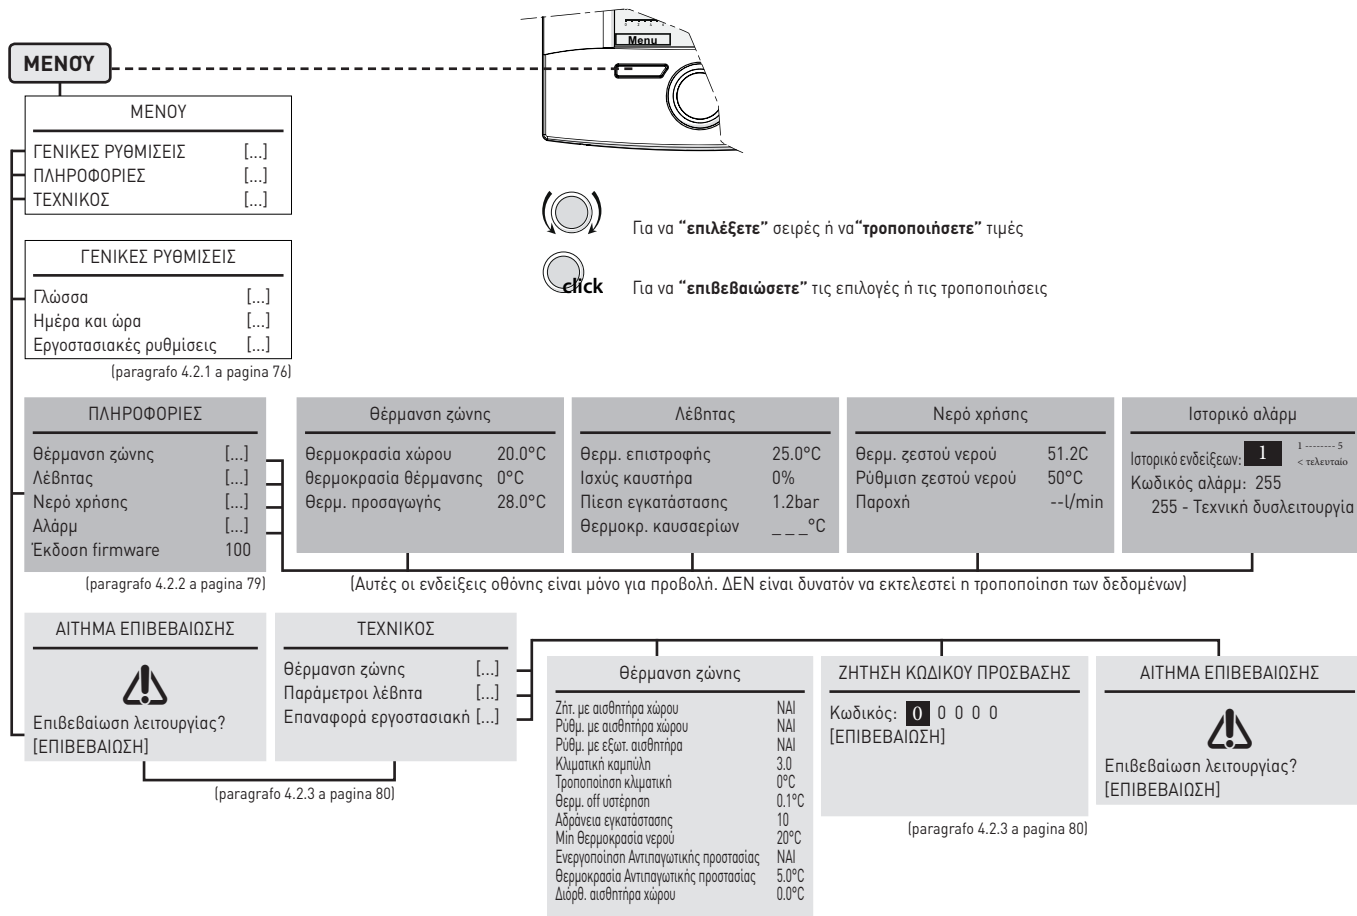 Menu
ΜΕΝΟΎ
ΜΕΝΟΥ
ΓΕΝΙΚΕΣ ΡΥΘΜΙΣΕΙΣ [...]
ΠΛΗΡΟΦΟΡΙΕΣ [...]
ΤΕΧΝΙΚΟΣ [...]
Για να “επιλέξετε” σειρές ή να“τροποποιήσετε” τιμές
click
Για να “επιβεβαιώσετε” τις επιλογές ή τις τροποποιήσεις
ΓΕΝΙΚΕΣ ΡΥΘΜΙΣΕΙΣ
Γλώσσα [...]
Ημέρα και ώρα [...]
Εργοστασιακές ρυθμίσεις [...]
(paragrafo 4.2.1 a pagina 76)
ΠΛΗΡΟΦΟΡΙΕΣ
Θέρμανση ζώνης [...]
Λέβητας [...]
Νερό χρήσης [...]
Αλάρμ [...]
Έκδοση firmware 100
(paragrafo 4.2.2 a pagina 79)
Θέρμανση ζώνης
Θερμοκρασία χώρου 20.0°C
Θερμοκρασία θέρμανσης 0°C
Θερμ. προσαγωγής 28.0°C
Λέβητας
Θερμ. επιστροφής 25.0°C
Ισχύς καυστήρα 0%
Πίεση εγκατάστασης 1.2bar
Θερμοκρ. καυσαερίων _ _ _°C
Νερό χρήσης
Θερμ. ζεστού νερού 51.2C
Ρύθμιση ζεστού νερού 50°C
Παροχή --l/min
Ιστορικό αλάρμ
Ιστορικό ενδείξεων: 1 1 -------- 5
< τελευταίο
Κωδικός αλάρμ: 255
255 - Τεχνική δυσλειτουργία
(Αυτές οι ενδείξεις οθόνης είναι μόνο για προβολή. ΔΕΝ είναι δυνατόν να εκτελεστεί η τροποποίηση των δεδομένων)
ΑΙΤΗΜΑ ΕΠΙΒΕΒΑΙΩΣΗΣ
Επιβεβαίωση λειτουργίας?
[ΕΠΙΒΕΒΑΙΩΣΗ]
ΤΕΧΝΙΚΟΣ
Θέρμανση ζώνης [...]
Παράμετροι λέβητα [...]
Επαναφορά εργοστασιακή [...]
(paragrafo 4.2.3 a pagina 80)
Θέρμανση ζώνης
Ζήτ. με αισθητήρα χώρου ΝΑΙ
Ρύθμ. με αισθητήρα χώρου ΝΑΙ
Ρύθμ. με εξωτ. αισθητήρα ΝΑΙ
Κλιματική καμπύλη 3.0
Τροποποίηση κλιματική 0°C
Θερμ. off υστέρηση 0.1°C
Αδράνεια εγκατάστασης 10
Min Θερμοκρασία νερού 20°C
Ενεργοποίηση Αντιπαγωτικής προστασίας ΝΑΙ
Θερμοκρασία Αντιπαγωτικής προστασίας 5.0°C
Διόρθ. αισθητήρα χώρου 0.0°C
ΖΗΤΗΣΗ ΚΩΔΙΚΟΥ ΠΡΟΣΒΑΣΗΣ
Κωδικός: 0 0 0 0 0
[ΕΠΙΒΕΒΑΙΩΣΗ]
(paragrafo 4.2.3 a pagina 80)
ΑΙΤΗΜΑ ΕΠΙΒΕΒΑΙΩΣΗΣ
Επιβεβαίωση λειτουργίας?
[ΕΠΙΒΕΒΑΙΩΣΗ]